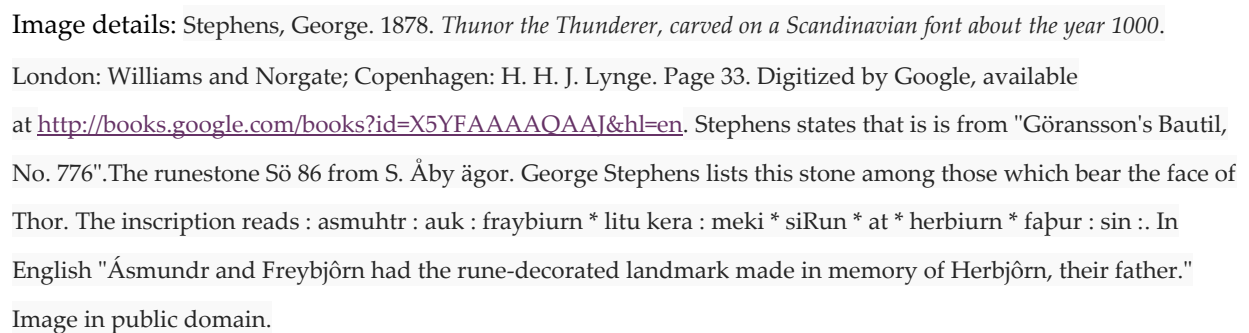 Image details: Stephens, George. 1878. Thunor the Thunderer, carved on a Scandinavian font about the year 1000.
London: Williams and Norgate; Copenhagen: H. H. J. Lynge. Page 33. Digitized by Google, available
at http://books.google.com/books?id=X5YFAAAAQAAJ&hl=en. Stephens states that is is from "Göransson's Bautil,
No. 776".The runestone Sö 86 from S. Åby ägor. George Stephens lists this stone among those which bear the face of
Thor. The inscription reads : asmuhtr : auk : fraybiurn * litu kera : meki * siRun * at * herbiurn * faþur : sin :. In
English "Ásmundr and Freybjôrn had the rune-decorated landmark made in memory of Herbjôrn, their father."
Image in public domain.